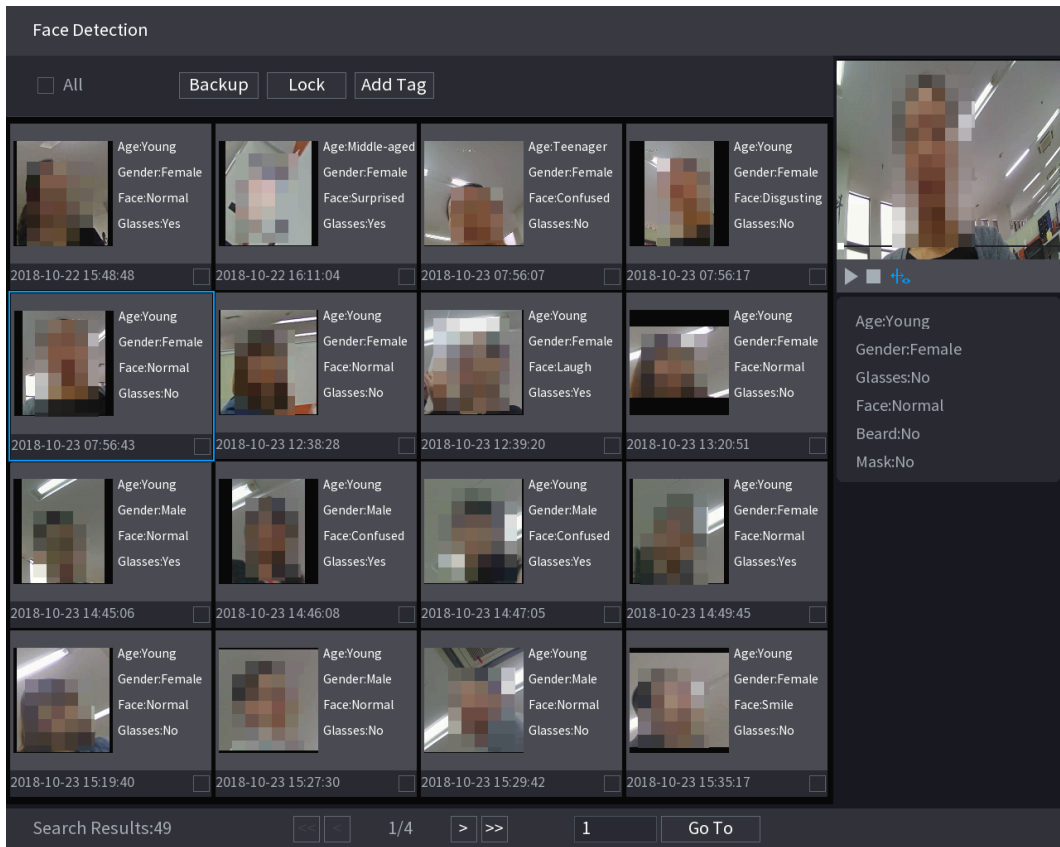 Face Detection
All
Backup
Lock
Add Tag
Age:Young
Gender:Female
Face:Normal
Glasses:Yes
2018-10-22 15:48:48
Age:Middle-aged
Gender:Female
Face:Surprised
Glasses:Yes
2018-10-22 16:11:04
Age:Teenager
Gender:Female
Face:Confused
Glasses:No
2018-10-23 07:56:07
Age:Young
Gender:Female
Face:Disgusting
Glasses:No
2018-10-23 07:56:17
Age:Young
Gender:Female
Face:Normal
Glasses:No
2018-10-23 07:56:43
Age:Young
Gender:Female
Face:Normal
Glasses:No
2018-10-23 12:38:28
Age:Young
Gender:Female
Face:Laugh
Glasses:Yes
2018-10-23 12:39:20
Age:Young
Gender:Female
Face:Normal
Glasses:No
2018-10-23 13:20:51
Age:Young
Gender:Male
Face:Normal
Glasses:Yes
2018-10-23 14:45:06
Age:Young
Gender:Male
Face:Confused
Glasses:Yes
2018-10-23 14:46:08
Age:Young
Gender:Male
Face:Confused
Glasses:Yes
2018-10-23 14:47:05
Age:Young
Gender:Female
Face:Normal
Glasses:Yes
2018-10-23 14:49:45
Age:Young
Gender:Female
Face:Normal
Glasses:No
2018-10-23 15:19:40
Age:Young
Gender:Male
Face:Normal
Glasses:No
2018-10-23 15:27:30
Age:Young
Gender:Male
Face:Normal
Glasses:No
2018-10-23 15:29:42
Age:Young
Gender:Female
Face:Smile
Glasses:No
2018-10-23 15:35:17
Age:Young
Gender:Female
Glasses:No
Face:Normal
Beard:No
Mask:No
Search Results:49
<< < 1/4 > >> 1 Go To